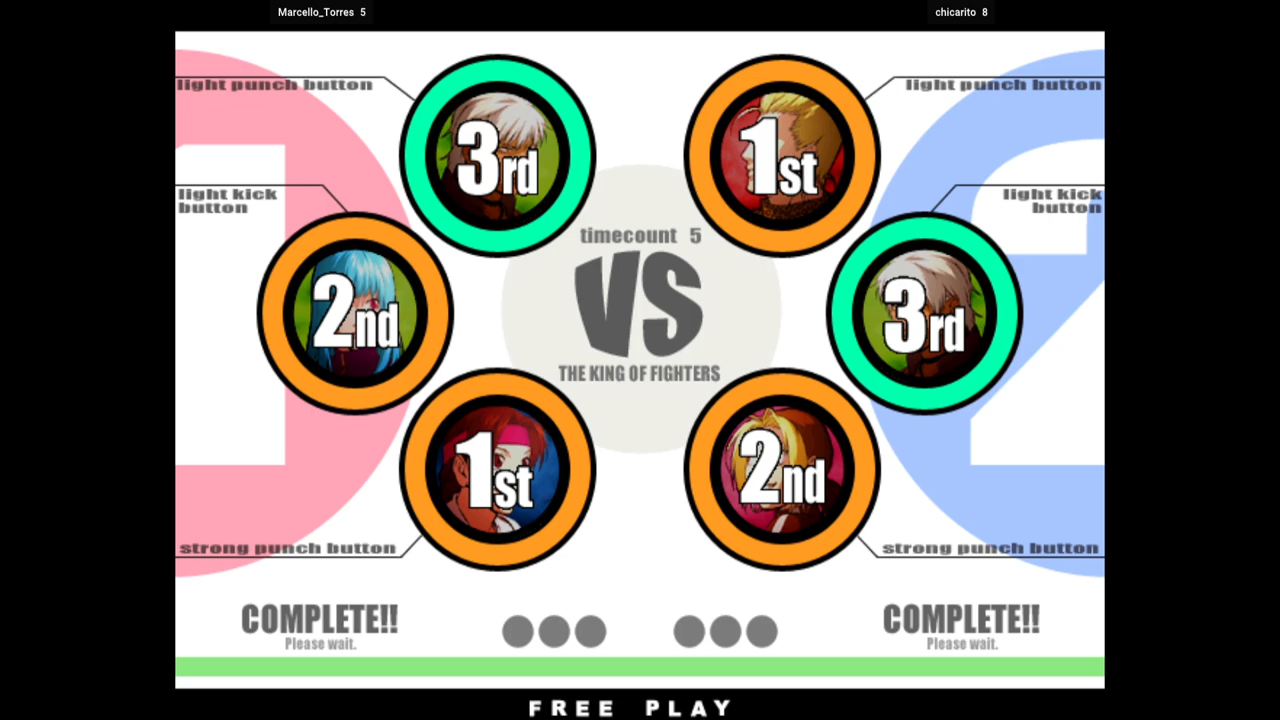 Marcello_Torres 5
chicarito 8
light punch button
light punch button
3rd
1st
light kick
button
light kick
button
1
2
timecount 5
VS
THE KING OF FIGHTERS
2nd
3rd
1st
2nd
strong punch button
strong punch button
COMPLETE!!
Please wait.
COMPLETE!!
Please wait.
FREE PLAY